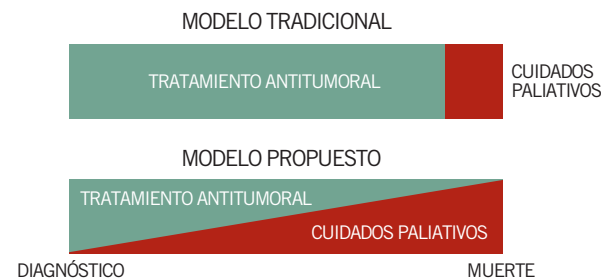 MODELO TRADICIONAL
TRATAMIENTO ANTITUMORAL
CUIDADOS
PALIATIVOS
MODELO PROPUESTO
TRATAMIENTO ANTITUMORAL
CUIDADOS PALIATIVOS
DIAGNÓSTICO
MUERTE